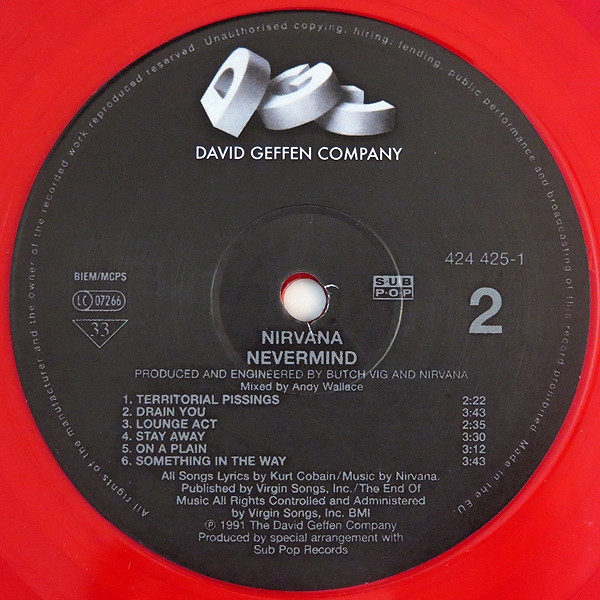 All rights of the manufacturer and the owner of the recorded work reproduced reserved. Unauthorised copying, hiring, lending, public performance and broadcasting of this record prohibited. Made in the EU.
DGC
DAVID GEFFEN COMPANY
BIEM/MCPS
LC 07266
33
424 425-1
SUB
POP
2
NIRVANA
NEVERMIND
PRODUCED AND ENGINEERED BY BUTCH VIG AND NIRVANA
Mixed by Andy Wallace
1. TERRITORIAL PISSINGS 2:22
2. DRAIN YOU 3:43
3. LOUNGE ACT 2:35
4. STAY AWAY 3:30
5. ON A PLAIN 3:12
6. SOMETHING IN THE WAY 3:43
All Songs Lyrics by Kurt Cobain/Music by Nirvana.
Published by Virgin Songs, Inc./The End Of
Music All Rights Controlled and Administered
by Virgin Songs, Inc. BMI
℗ 1991 The David Geffen Company
Produced by special arrangement with
Sub Pop Records